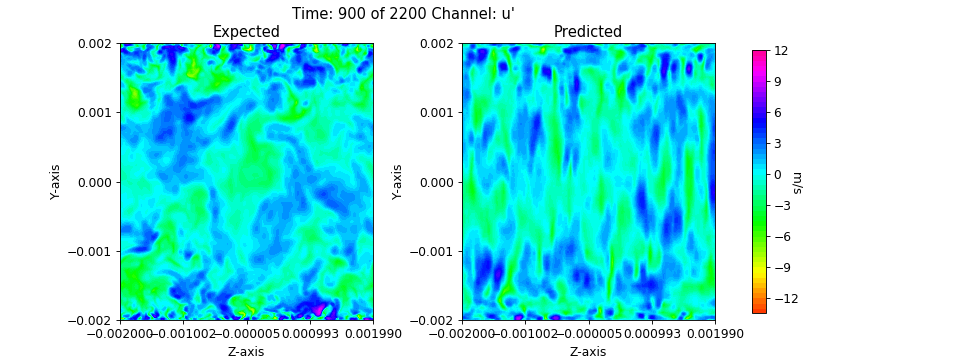 Time: 900 of 2200 Channel: u'
Expected
Predicted
0.002
0.001
0.000
−0.001
−0.002
Y-axis
−0.002000 −0.001002 −0.000005 0.000993 0.001990
Z-axis
0.002
0.001
0.000
−0.001
−0.002
Y-axis
−0.002000 −0.001002 −0.000005 0.000993 0.001990
Z-axis
12
9
6
3
0
−3
−6
−9
−12
m/s